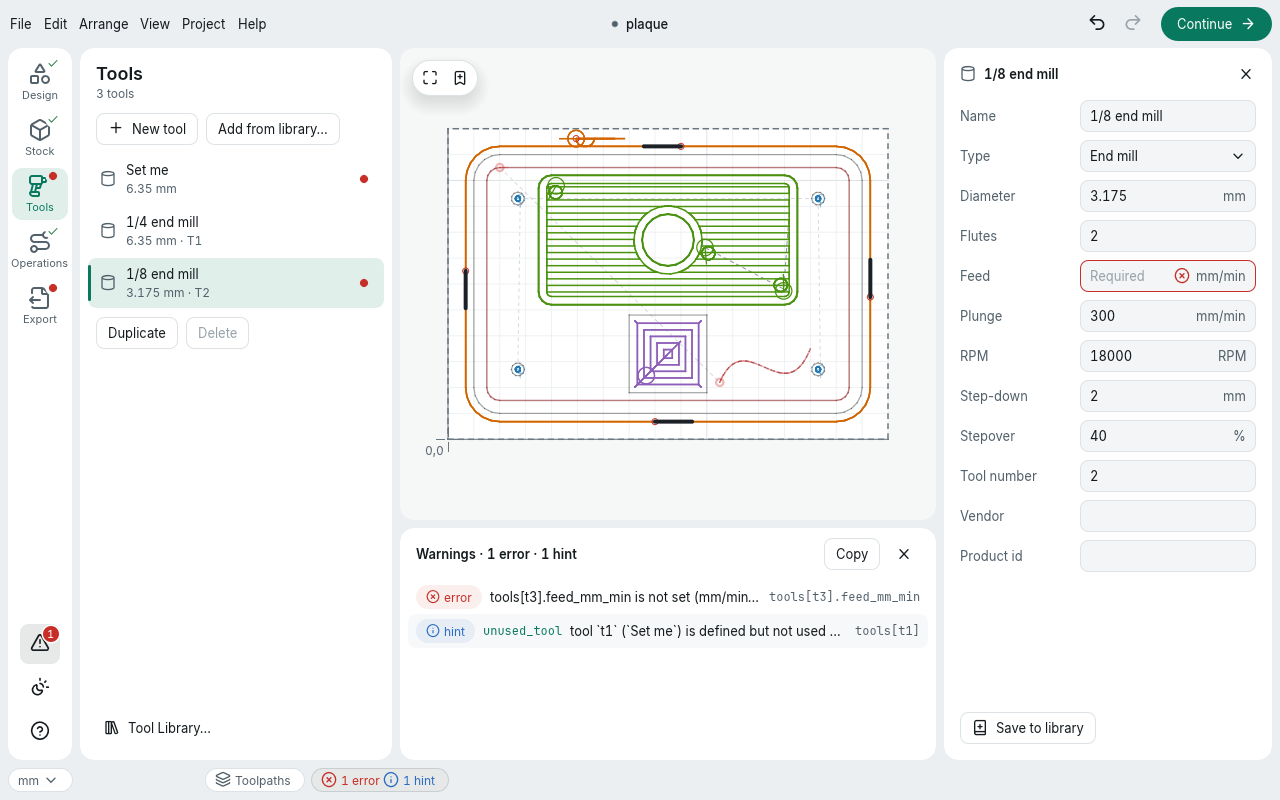 File Edit Arrange View Project Help
plaque
Continue
Design
Stock
Tools
Operations
Export
1
Tools
3 tools
New tool
Add from library...
Set me
6.35 mm
1/4 end mill
6.35 mm · T1
1/8 end mill
3.175 mm · T2
Duplicate
Delete
Tool Library...
0,0
Warnings · 1 error · 1 hint
Copy
error tools[t3].feed_mm_min is not set (mm/min... tools[t3].feed_mm_min
hint unused_tool tool `t1` (`Set me`) is defined but not used ... tools[t1]
1/8 end mill
Name 1/8 end mill
Type End mill
Diameter 3.175 mm
Flutes 2
Feed Required mm/min
Plunge 300 mm/min
RPM 18000 RPM
Step-down 2 mm
Stepover 40 %
Tool number 2
Vendor
Product id
Save to library
mm
Toolpaths
1 error 1 hint